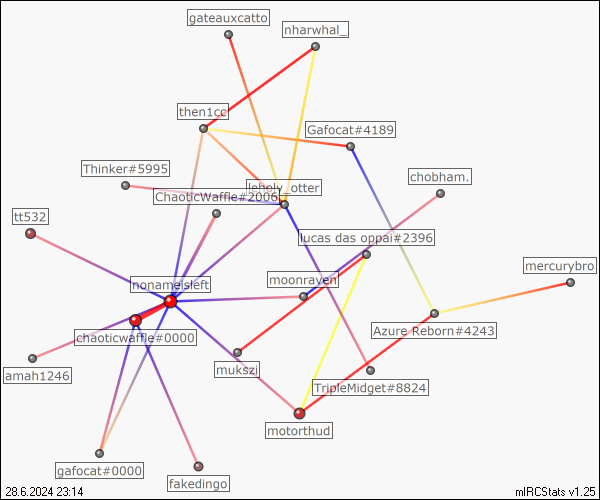 gateauxcatto
nharwhal_
then1cc
Gafocat#4189
Thinker#5995
chobham.
leholy_otter
ChaoticWaffle#2006
tt532
lucas das oppai#2396
mercurybro
nonameisleft
moonraven
Azure Reborn#4243
chaoticwaffle#0000
mukszi
amah1246
TripleMidget#8824
motorthud
gafocat#0000
fakedingo
28.6.2024 23:14
mIRCStats v1.25